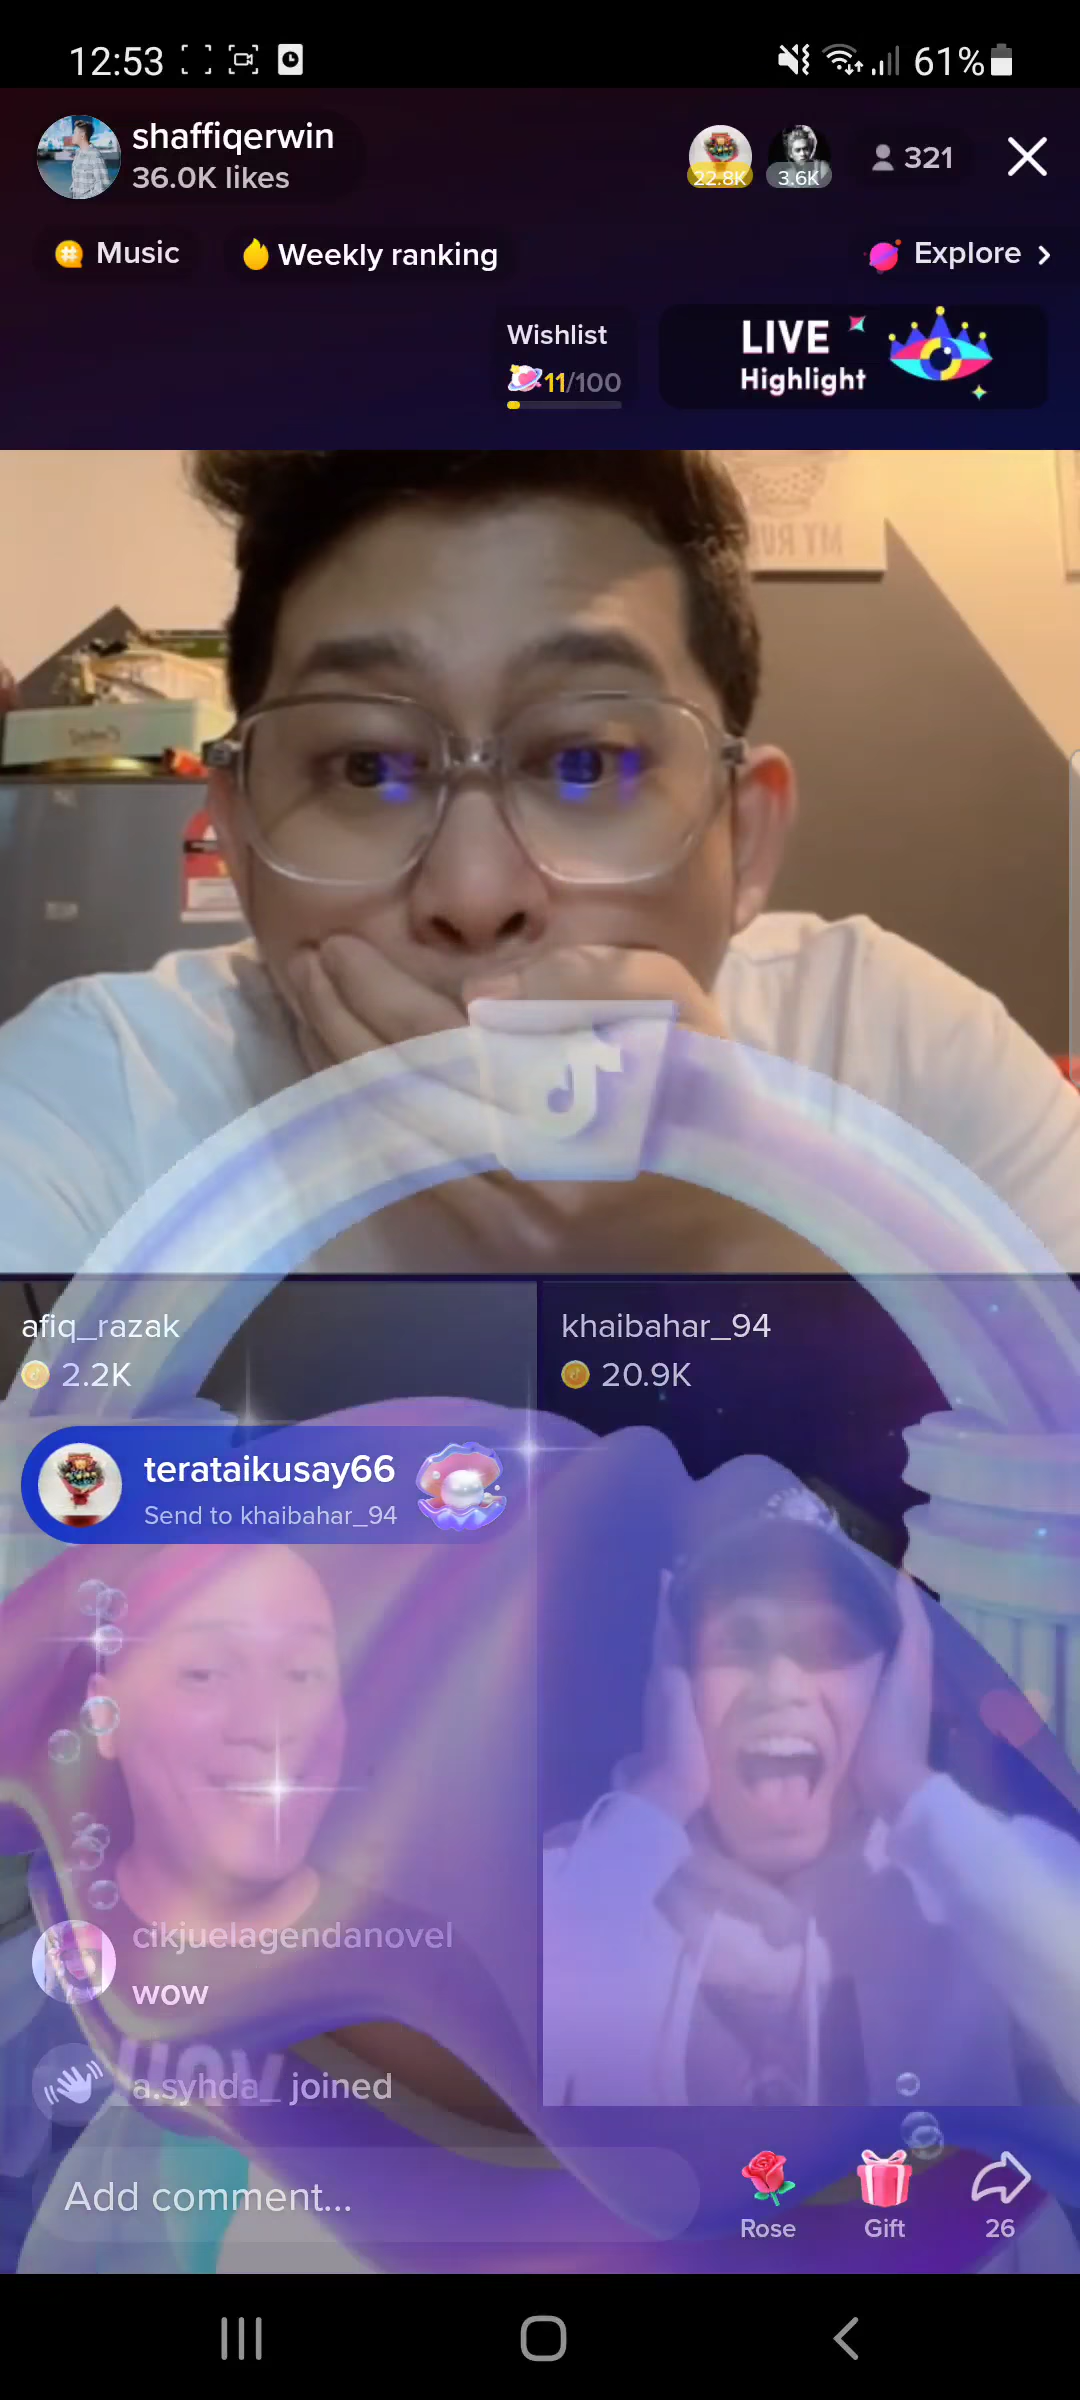 12:53
61%
shaffiqerwin
36.0K likes
22.8K
3.6K
321
Music
Weekly ranking
Explore
Wishlist
11/100
LIVE
Highlight
afiq_razak
2.2K
khaibahar_94
20.9K
terataikusay66
Send to khaibahar_94
cikjuelagendanovel
wow
a.syhda_ joined
Add comment...
Rose
Gift
26